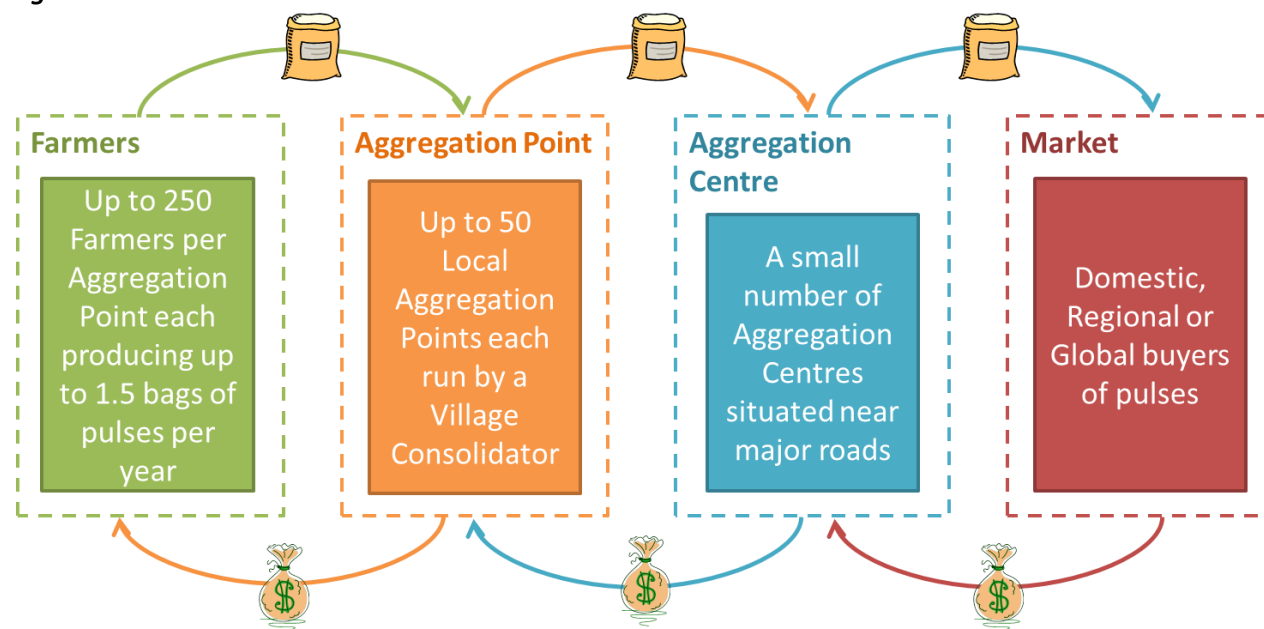 Farmers
Up to 250
Farmers per
Aggregation
Point each
producing up
to 1.5 bags of
pulses per
year
Aggregation Point
Up to 50
Local
Aggregation
Points each
run by a
Village
Consolidator
Aggregation
Centre
A small
number of
Aggregation
Centres
situated near
major roads
Market
Domestic,
Regional or
Global buyers
of pulses
$
$
$